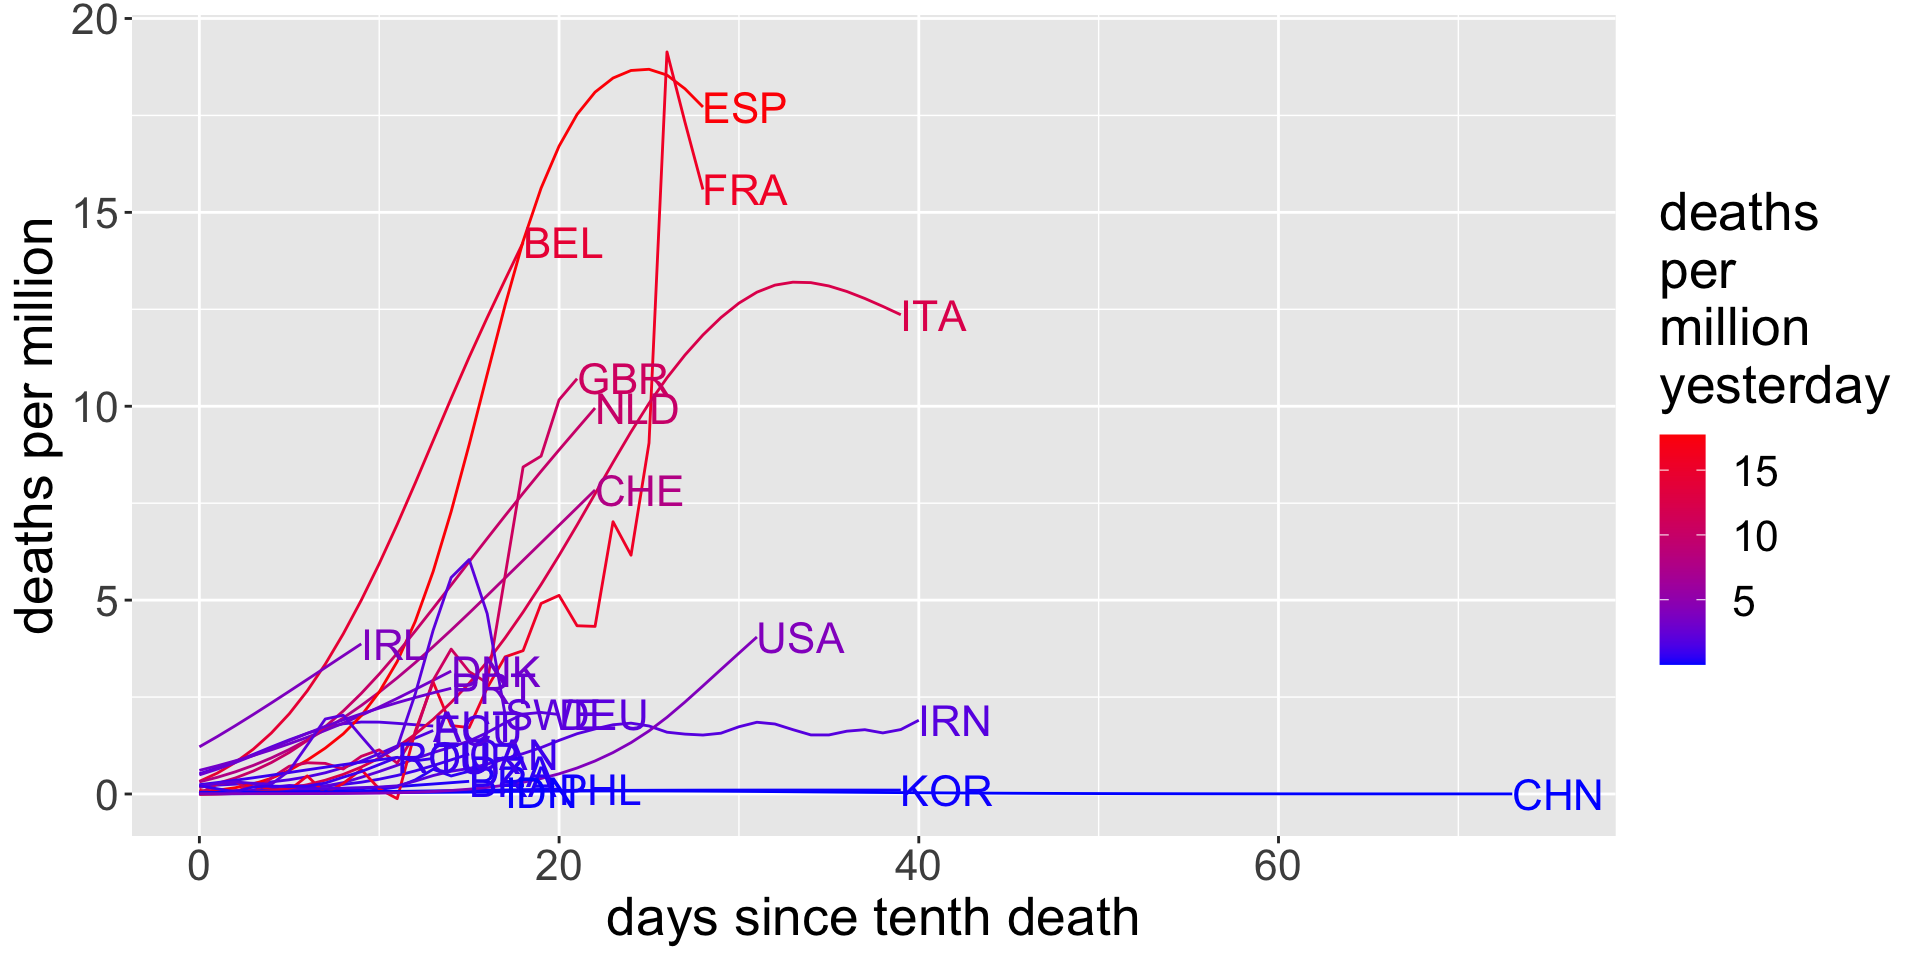 20
15
10
5
0
deaths per million
ESP
FRA
BEL
ITA
GBR
NLD
CHE
IRL
USA
DNK
PRT
SWE
DEU
IRN
AUT
BRA
IDN
PHL
KOR
CHN
0
20
40
60
days since tenth death
deaths
per
million
yesterday
15
10
5